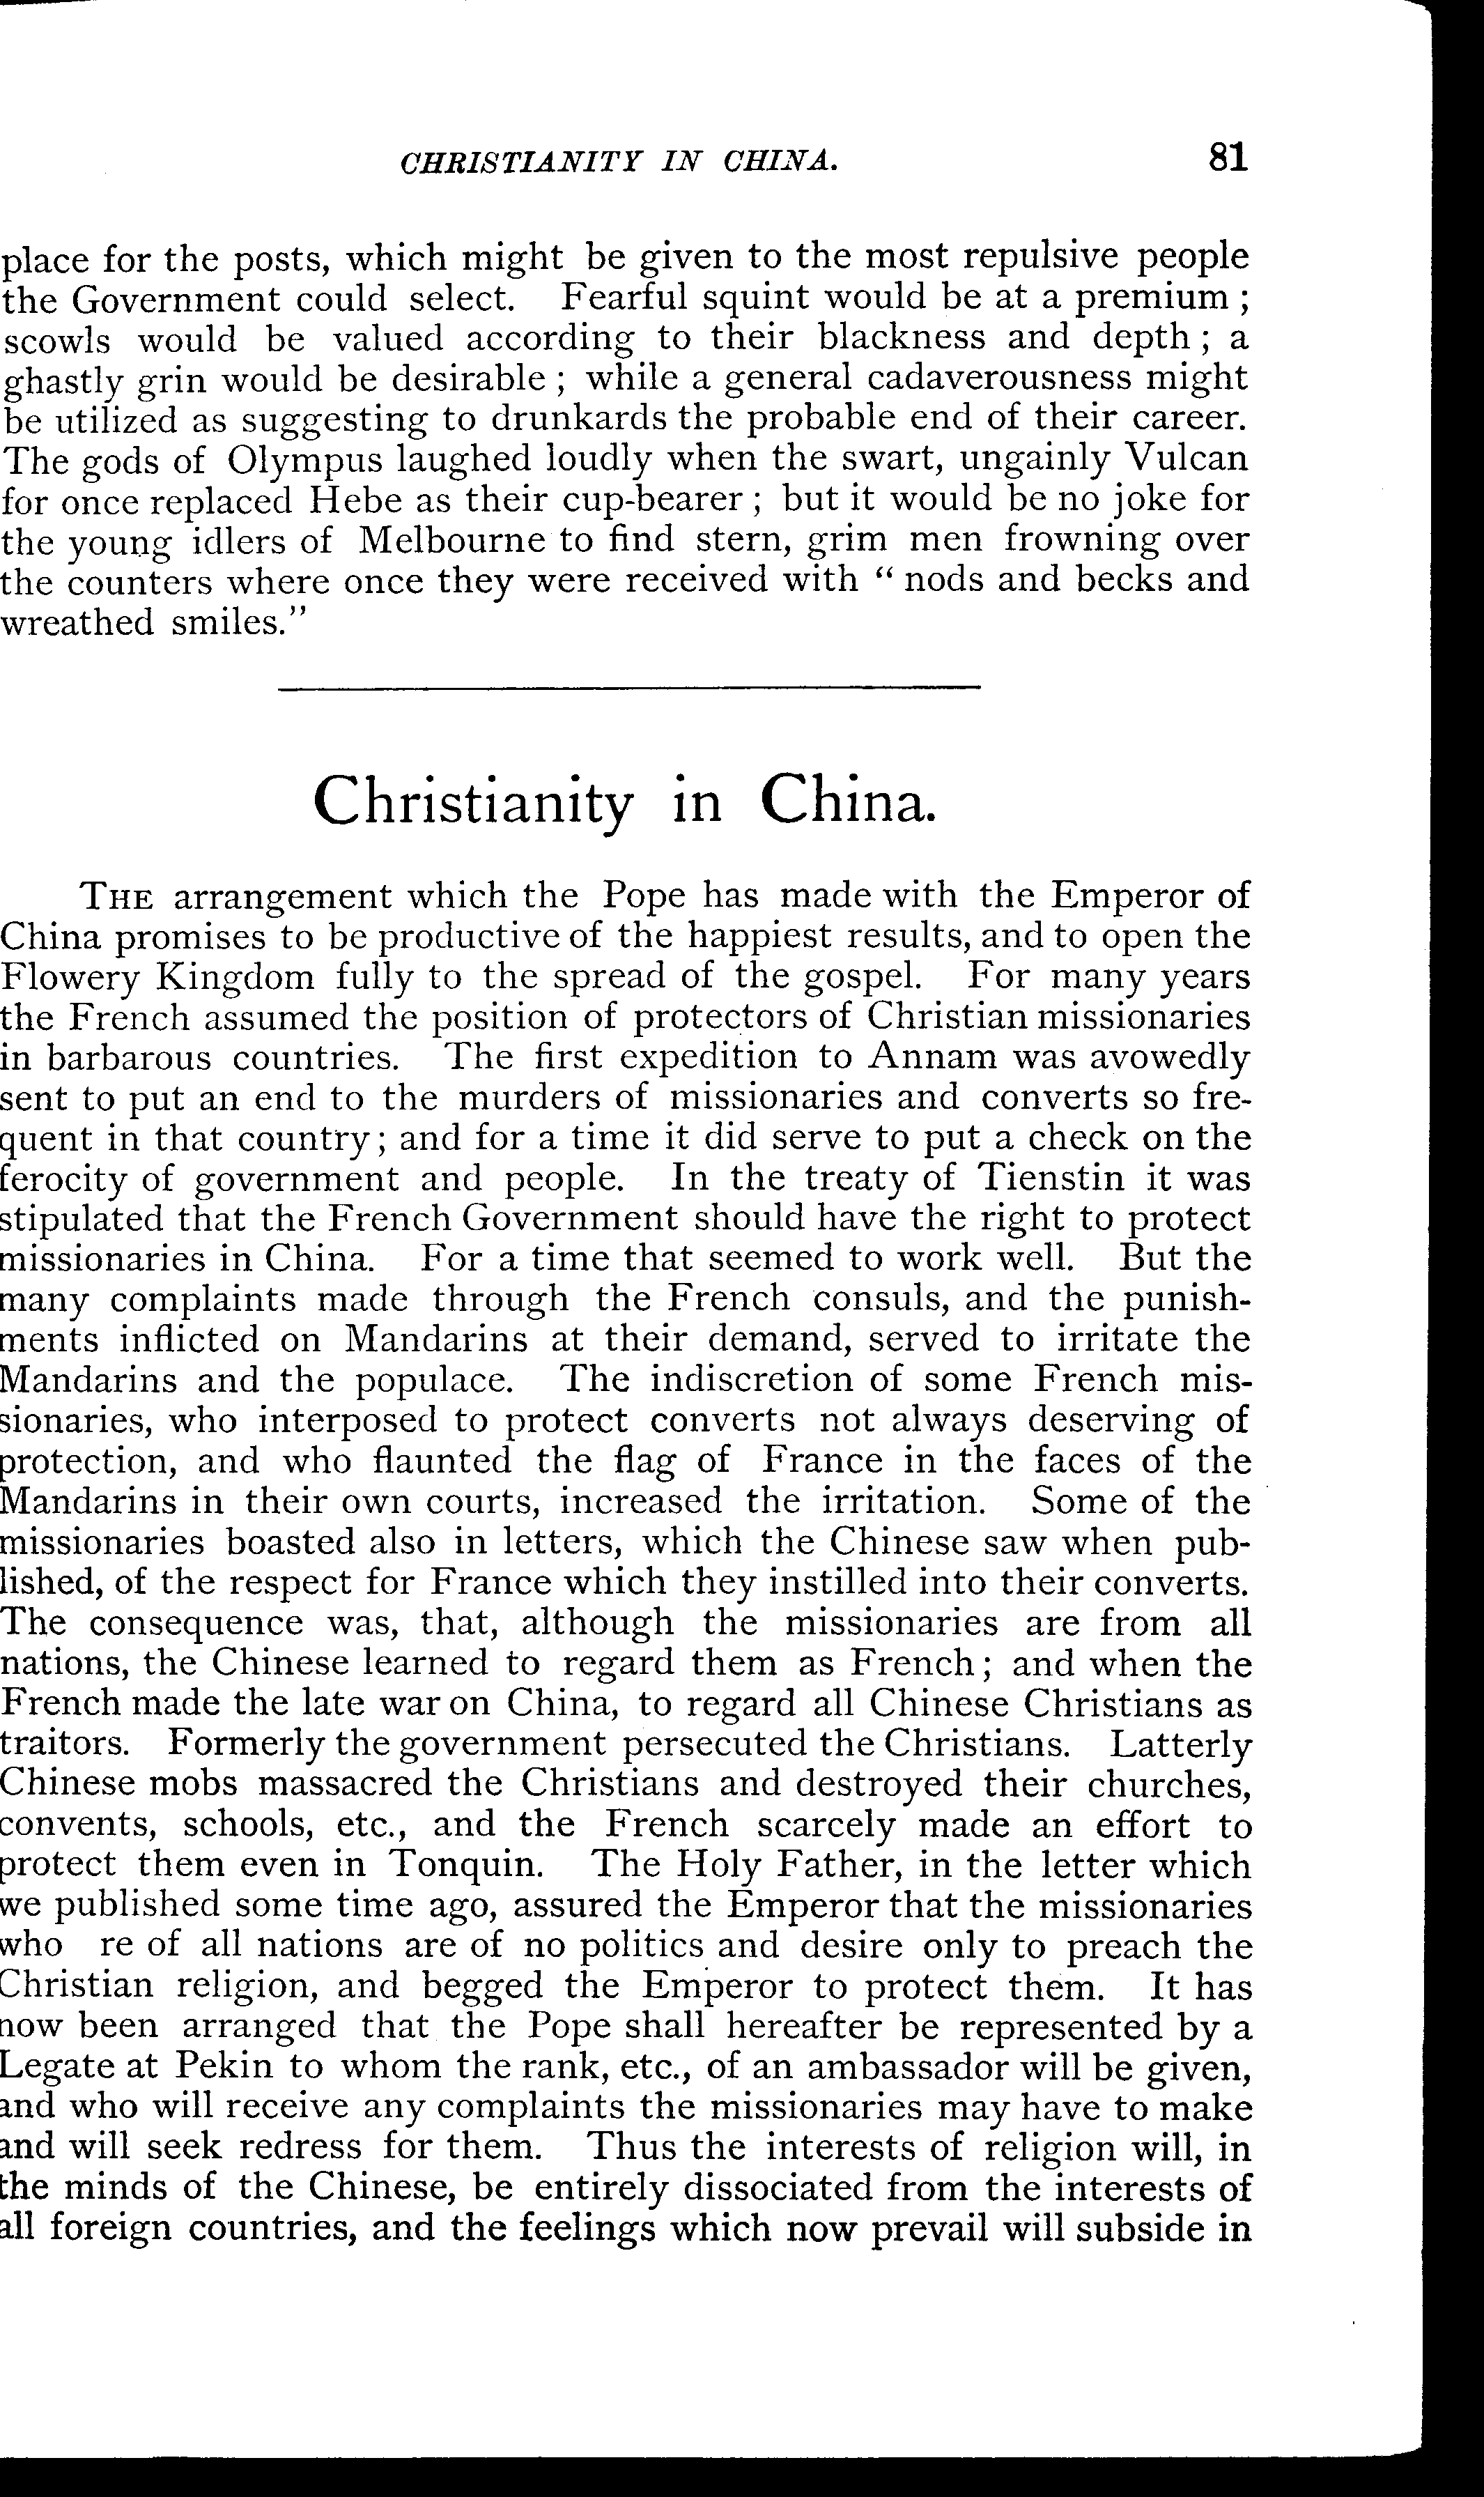 CHRISTIANITY IN CHINA. 81
place for the posts, which might be given to the most repulsive people
the Government could select. Fearful squint would be at a premium ;
scowls would be valued according to their blackness and depth ; a
ghastly grin would be desirable ; while a general cadaverousness might
be utilized as suggesting to drunkards the probable end of their career.
The gods of Olympus laughed loudly when the swart, ungainly Vulcan
for once replaced Hebe as their cup-bearer ; but it would be no joke for
the young idlers of Melbourne to find stern, grim men frowning over
the counters where once they were received with “ nods and becks and
wreathed smiles.”
Christianity in China.
THE arrangement which the Pope has made with the Emperor of
China promises to be productive of the happiest results, and to open the
Flowery Kingdom fully to the spread of the gospel. For many years
the French assumed the position of protectors of Christian missionaries
in barbarous countries. The first expedition to Annam was avowedly
sent to put an end to the murders of missionaries and converts so fre-
quent in that country ; and for a time it did serve to put a check on the
ferocity of government and people. In the treaty of Tienstin it was
stipulated that the French Government should have the right to protect
missionaries in China. For a time that seemed to work well. But the
many complaints made through the French consuls, and the punish-
ments inflicted on Mandarins at their demand, served to irritate the
Mandarins and the populace. The indiscretion of some French mis-
sionaries, who interposed to protect converts not always deserving of
protection, and who flaunted the flag of France in the faces of the
Mandarins in their own courts, increased the irritation. Some of the
missionaries boasted also in letters, which the Chinese saw when pub-
lished, of the respect for France which they instilled into their converts.
The consequence was, that, although the missionaries are from all
nations, the Chinese learned to regard them as French ; and when the
French made the late war on China, to regard all Chinese Christians as
traitors. Formerly the government persecuted the Christians. Latterly
Chinese mobs massacred the Christians and destroyed their churches,
convents, schools, etc., and the French scarcely made an effort to
protect them even in Tonquin. The Holy Father, in the letter which
we published some time ago, assured the Emperor that the missionaries
who re of all nations are of no politics and desire only to preach the
Christian religion, and begged the Emperor to protect them. It has
now been arranged that the Pope shall hereafter be represented by a
Legate at Pekin to whom the rank, etc., of an ambassador will be given,
and who will receive any complaints the missionaries may have to make
and will seek redress for them. Thus the interests of religion will, in
the minds of the Chinese, be entirely dissociated from the interests of
all foreign countries, and the feelings which now prevail will subside in